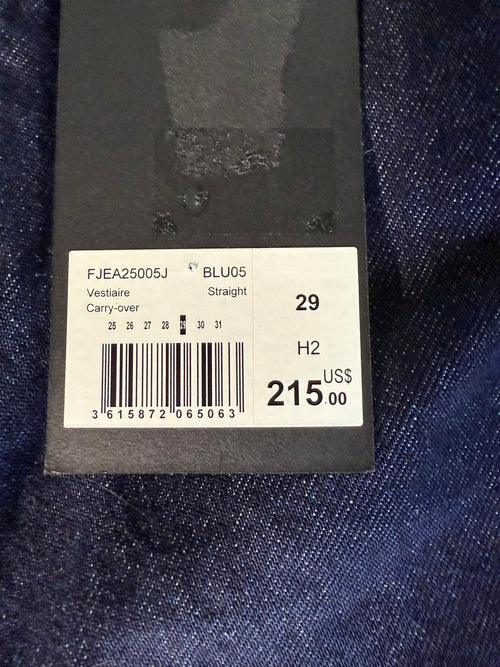 FJEA25005J BLU05
Vestiaire Straight
Carry-over
25 26 27 28 29 30 31
3 615872 065063
29
H2
215.00 US$